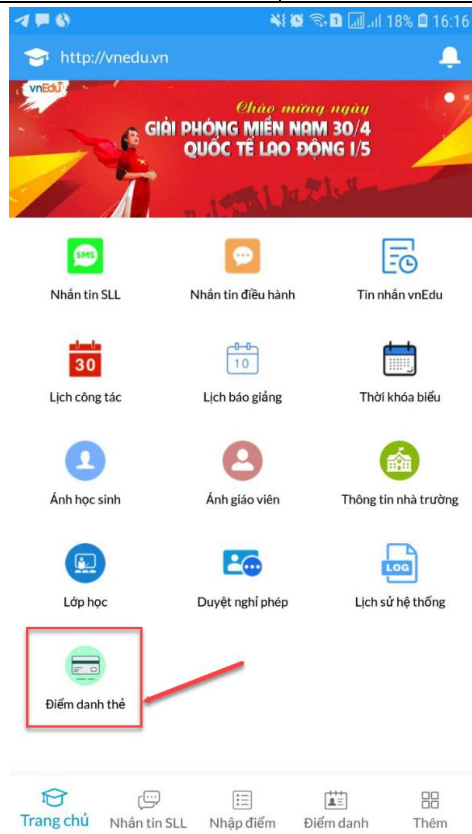 18% 16:16
http://vnedu.vn
vnEdu
Chào mừng ngày
GIẢI PHÓNG MIỀN NAM 30/4
QUỐC TẾ LAO ĐỘNG 1/5
SMS
Nhắn tin SLL
Nhắn tin điều hành
Tin nhắn vnEdu
30
10
Lịch công tác
Lịch báo giảng
Thời khóa biểu
Ảnh học sinh
Ảnh giáo viên
Thông tin nhà trường
LOG
Lớp học
Duyệt nghỉ phép
Lịch sử hệ thống
Điểm danh thẻ
Trang chủ
Nhắn tin SLL
Nhập điểm
Điểm danh
Thêm